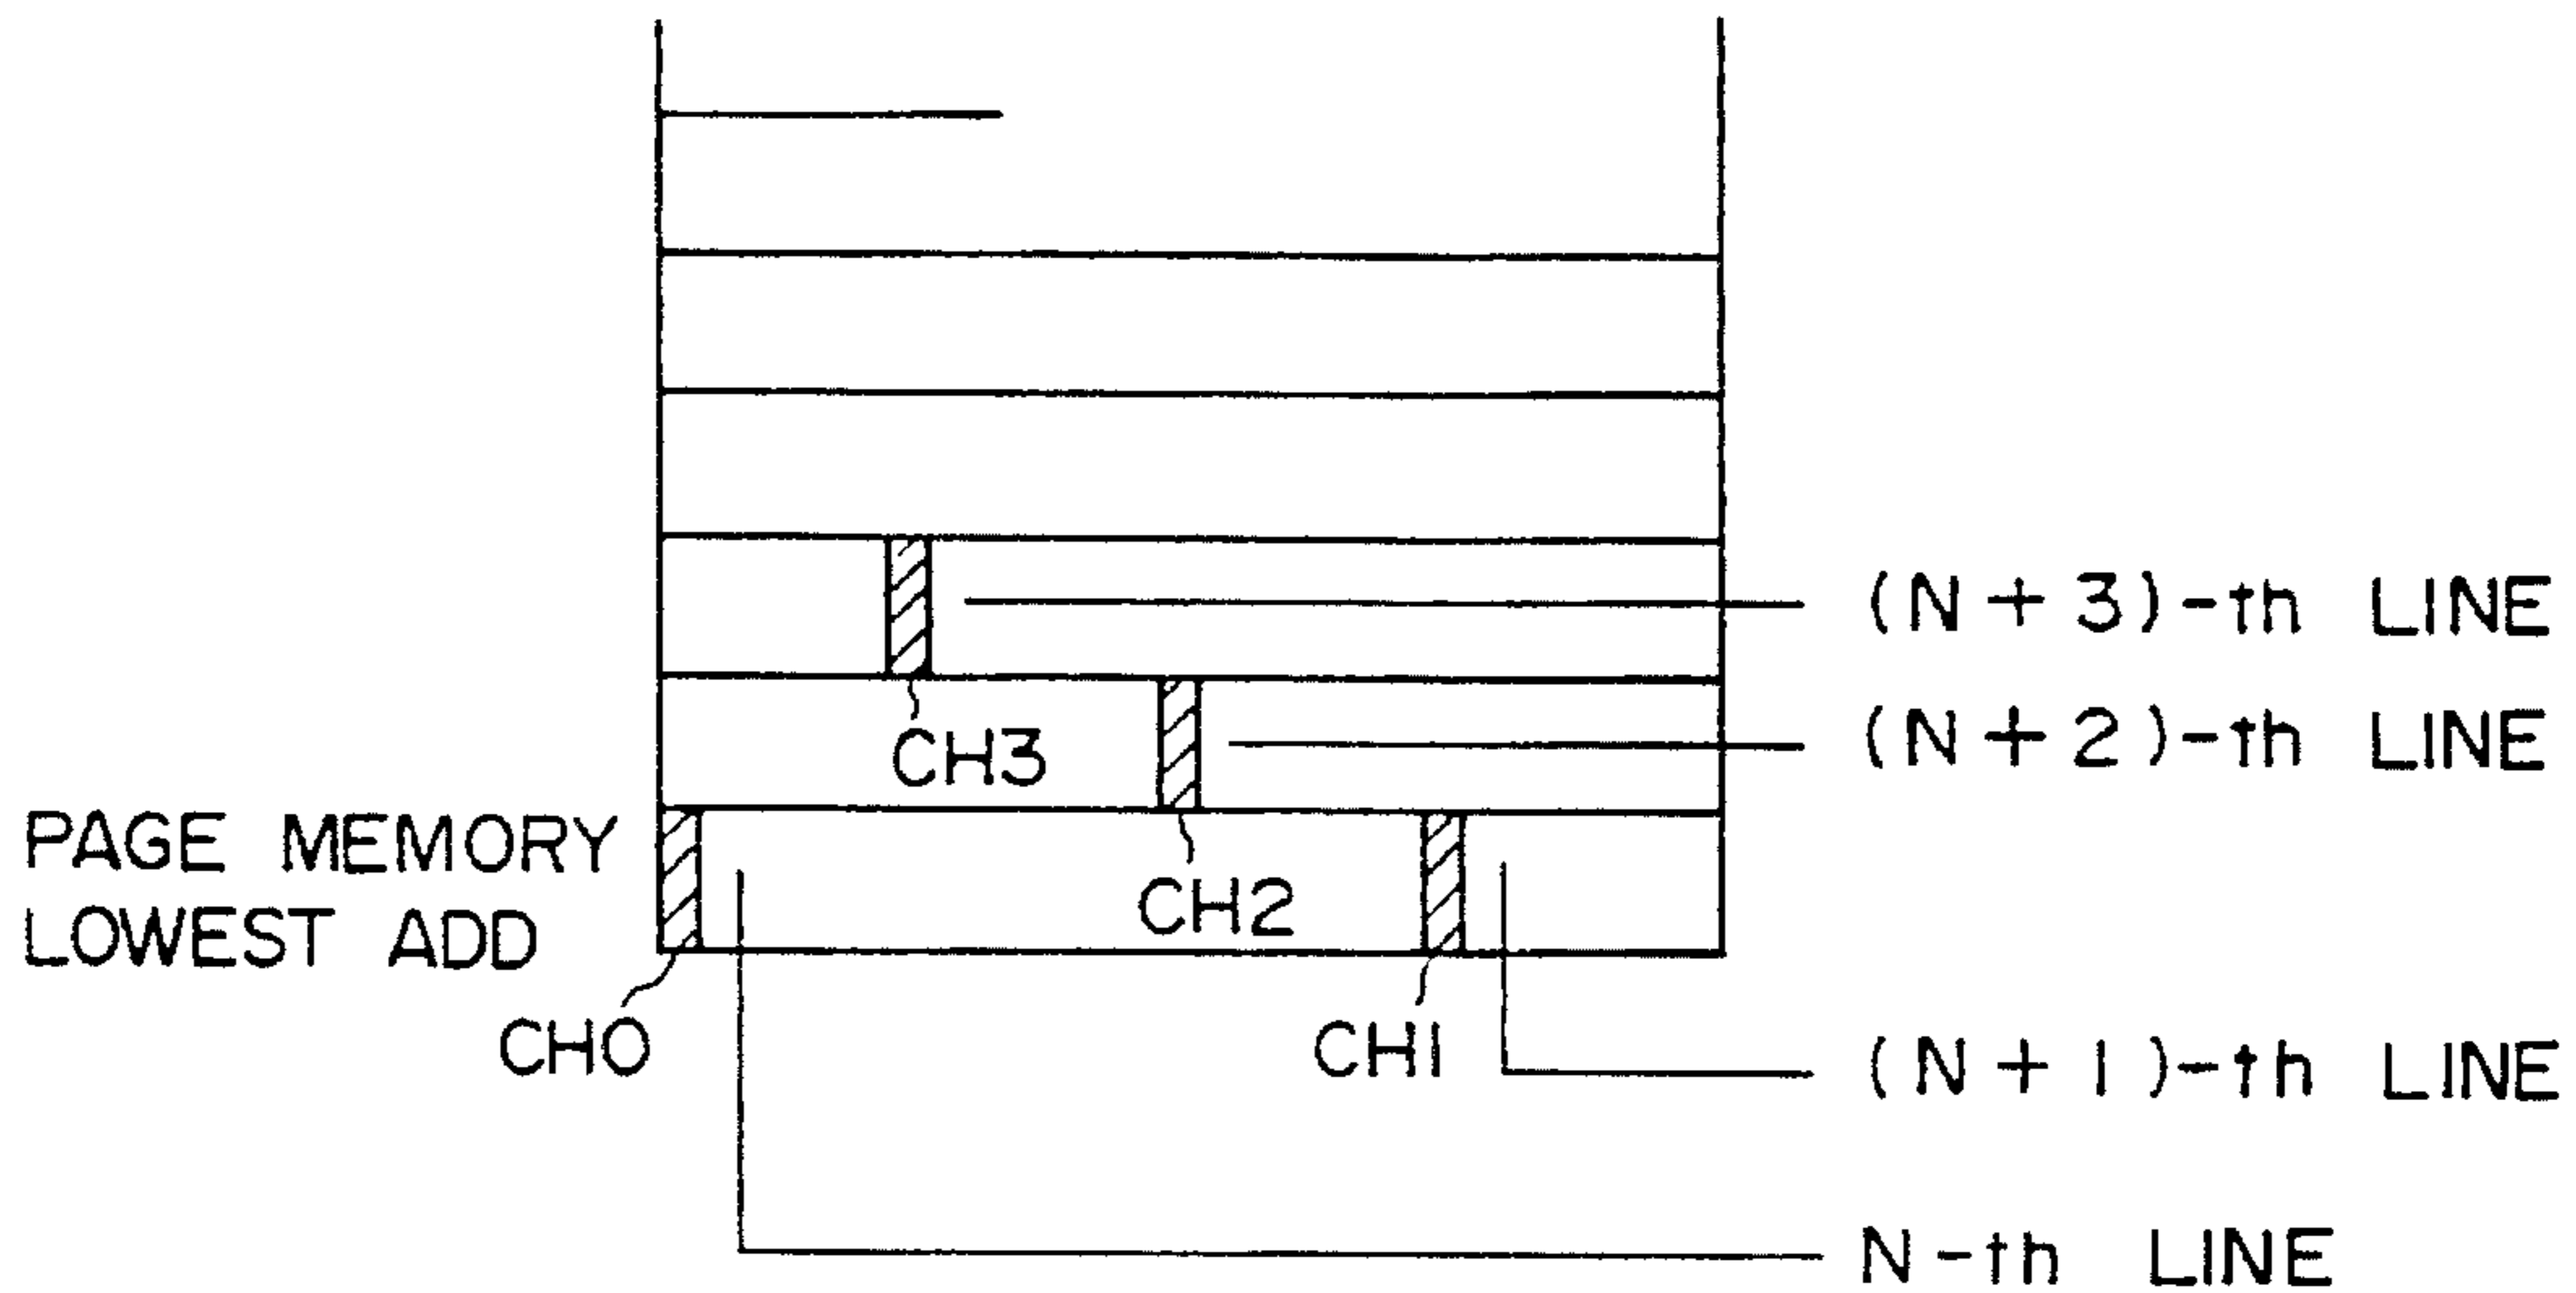 (N + 3)-th LINE
CH3
(N + 2)-th LINE
PAGE MEMORY
LOWEST ADD
CH2
CH0
CH1
(N + 1)-th LINE
N-th LINE